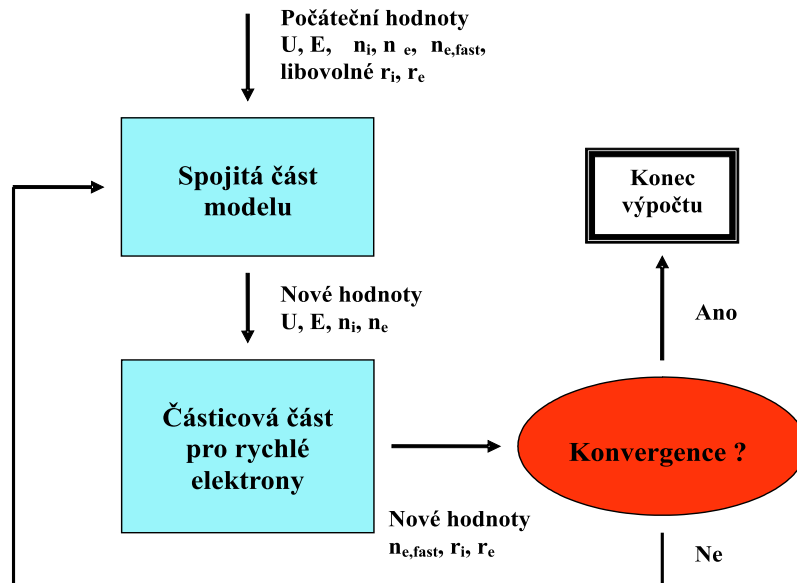 Počáteční hodnoty
U, E, nᵢ, n ₑ, nₑ,fast,
libovolné rᵢ, rₑ
Spojitá část
modelu
Konec
výpočtu
Nové hodnoty
U, E, nᵢ, nₑ
Ano
Částicová část
pro rychlé
elektrony
Konvergence ?
Nové hodnoty
nₑ,fast, rᵢ, rₑ
Ne